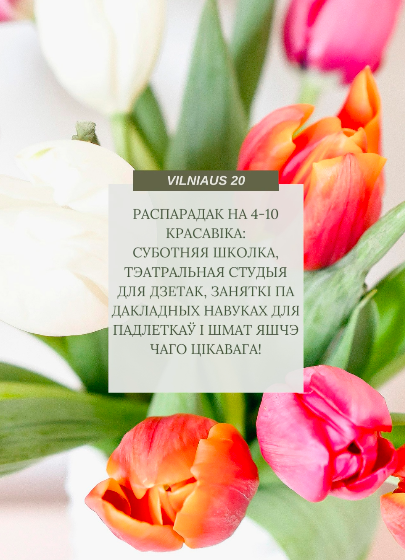 VILNIAUS 20
РАСПАРАДАК НА 4-10
КРАСАВІКА:
СУБОТНЯЯ ШКОЛКА,
ТЭАТРАЛЬНАЯ СТУДЫЯ
ДЛЯ ДЗЕТАК, ЗАНЯТКІ ПА
ДАКЛАДНЫХ НАВУКАХ ДЛЯ
ПАДЛЕТКАЎ І ШМАТ ЯШЧЭ
ЧАГО ЦІКАВАГА!